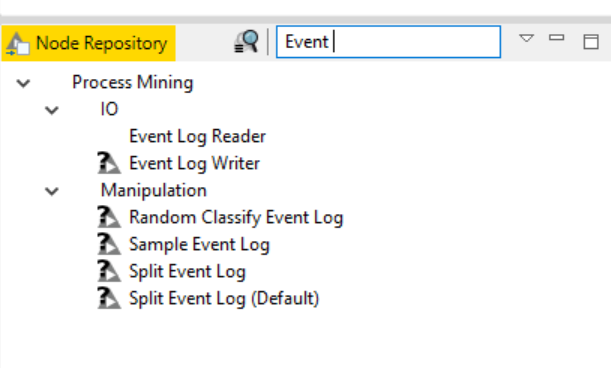 Node Repository Event
Process Mining
IO
Event Log Reader
Event Log Writer
Manipulation
Random Classify Event Log
Sample Event Log
Split Event Log
Split Event Log (Default)